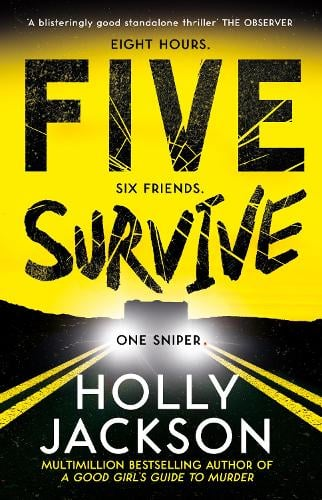 ‘A blisteringly good standalone thriller’ THE OBSERVER
EIGHT HOURS.
FIVE
SIX FRIENDS.
SURVIVE
ONE SNIPER.
HOLLY
JACKSON
MULTIMILLION BESTSELLING AUTHOR OF
A GOOD GIRL'S GUIDE TO MURDER